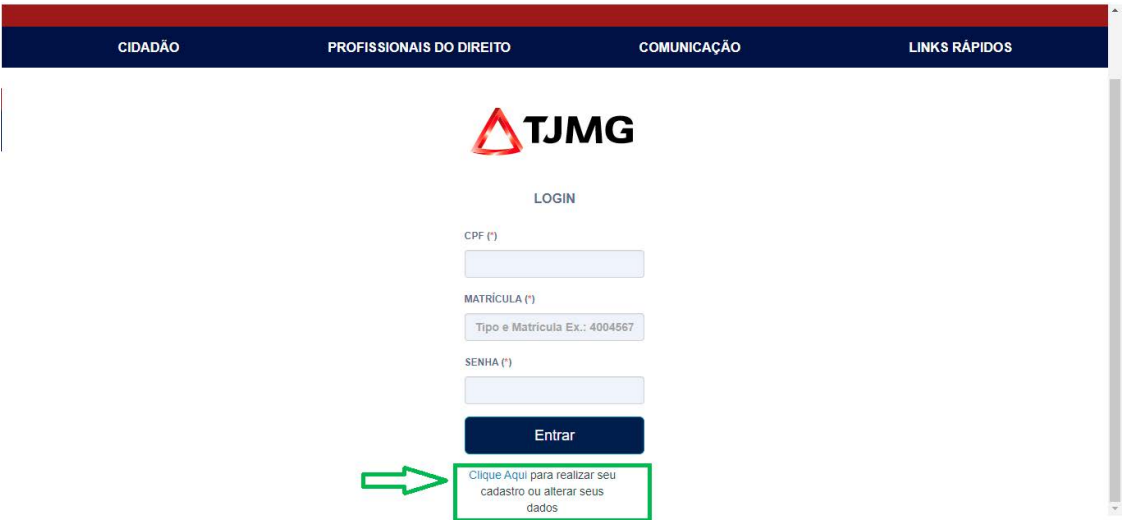 CIDADÃO PROFISSIONAIS DO DIREITO COMUNICAÇÃO LINKS RÁPIDOS
TJMG
LOGIN
CPF (*)
MATRÍCULA (*)
Tipo e Matrícula Ex.: 4004567
SENHA (*)
Entrar
Clique Aqui para realizar seu
cadastro ou alterar seus
dados